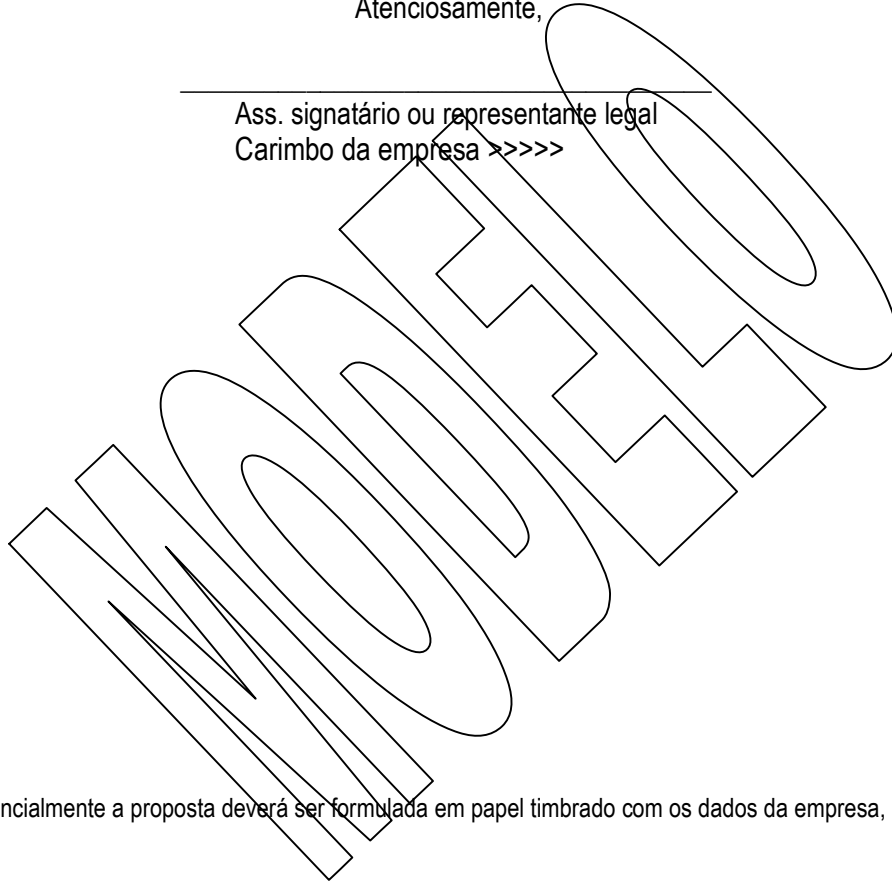 Atenciosamente,
Ass. signatário ou representante legal
Carimbo da empresa >>>>>
MODELO
ncialmente a proposta deverá ser formulada em papel timbrado com os dados da empresa,